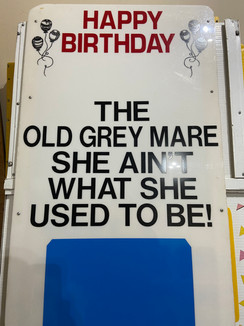 HAPPY
BIRTHDAY
THE
OLD GREY MARE
SHE AIN'T
WHAT SHE
USED TO BE!